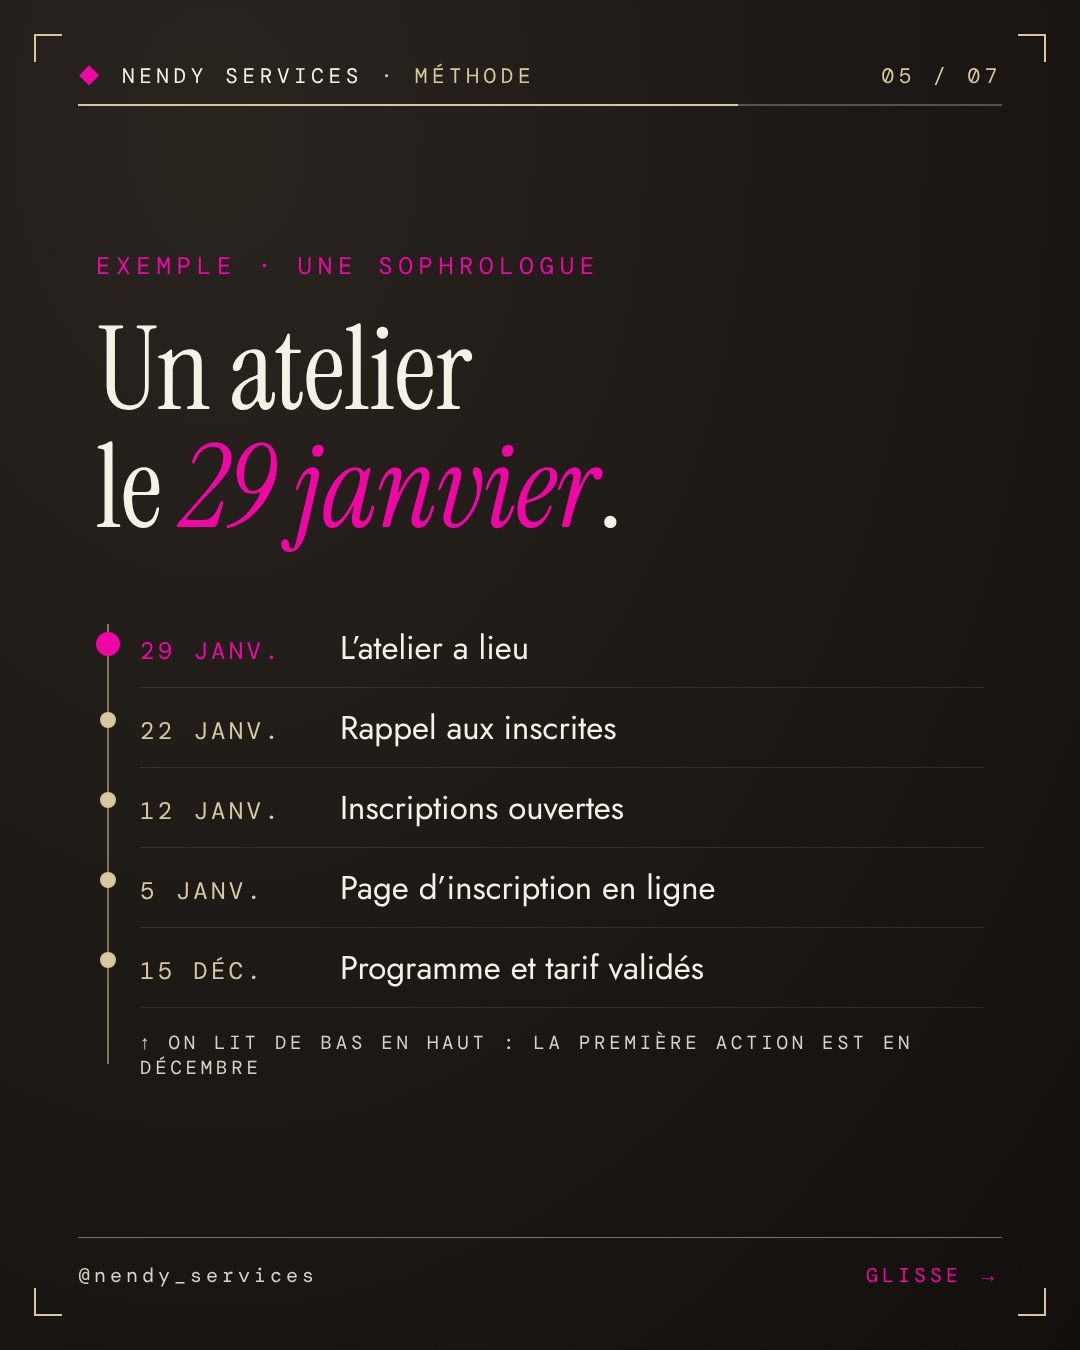 ◆ NENDY SERVICES · MÉTHODE 05 / 07
EXEMPLE · UNE SOPHROLOGUE
Un atelier
le 29 janvier.
29 JANV. L’atelier a lieu
22 JANV. Rappel aux inscrites
12 JANV. Inscriptions ouvertes
5 JANV. Page d’inscription en ligne
15 DÉC. Programme et tarif validés
↑ ON LIT DE BAS EN HAUT : LA PREMIÈRE ACTION EST EN
DÉCEMBRE
@nendy_services GLISSE →